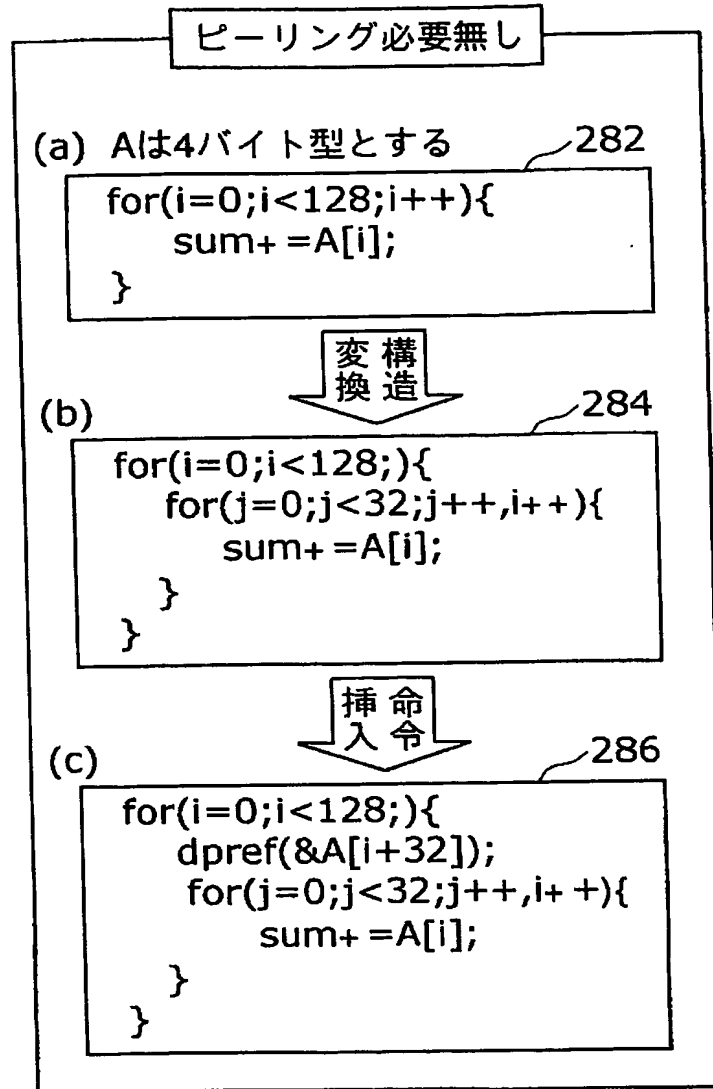 ピーリング必要無し
(a) Aは4バイト型とする
282
for(i=0;i<128;i++){
sum+=A[i];
}
構造変換
(b)
284
for(i=0;i<128;){
for(j=0;j<32;j++,i++){
sum+=A[i];
}
}
命令挿入
(c)
286
for(i=0;i<128;){
dpref(&A[i+32]);
for(j=0;j<32;j++,i++){
sum+=A[i];
}
}